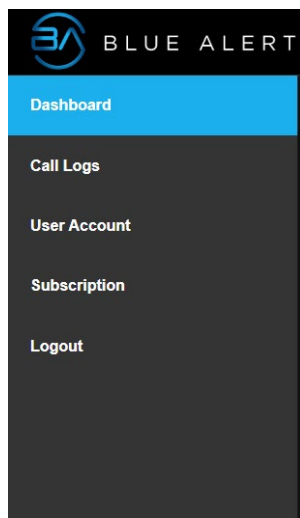 BA BLUE ALERT
Dashboard
Call Logs
User Account
Subscription
Logout